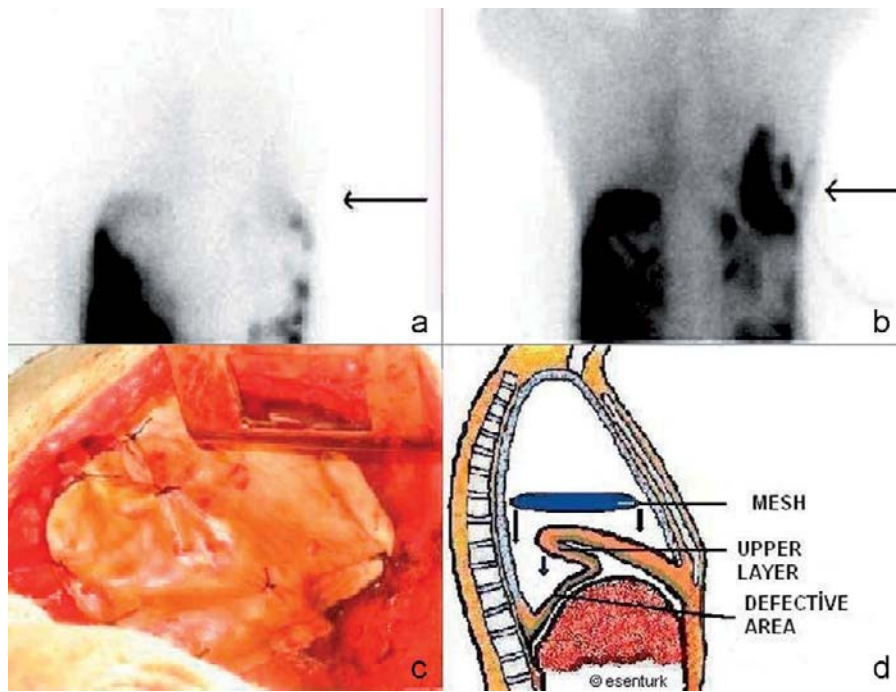 a
b
c
MESH
UPPER
LAYER
DEFECTİVE
AREA
© esenturk
d